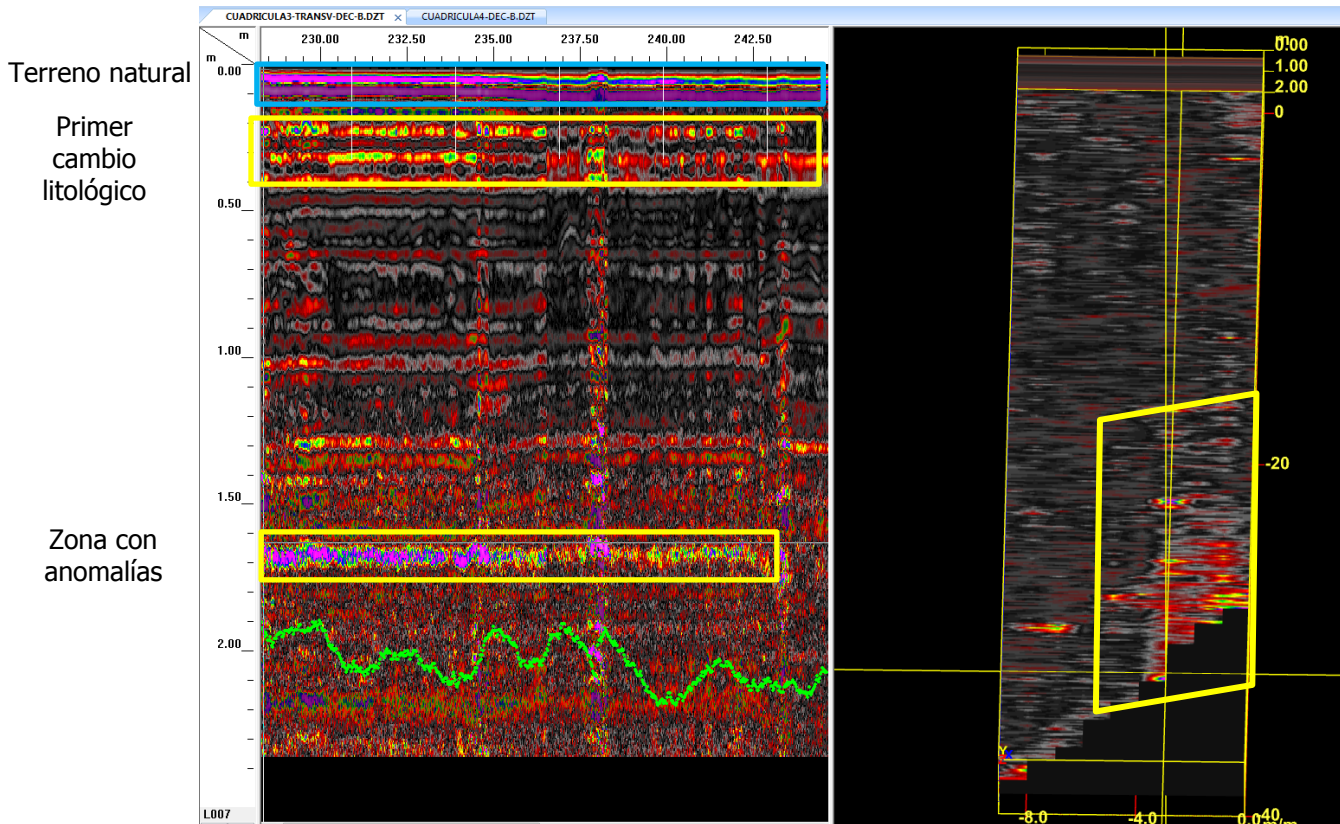 CUADRICULA3-TRANSV-DEC-B.DZT × CUADRICULA4-DEC-B.DZT
m 230.00 232.50 235.00 237.50 240.00 242.50
m
Terreno natural
0.00
Primer
cambio
litológico
0.50
1.00
1.50
Zona con
anomalías
2.00
L007
m
0.00
1.00
2.00
0
-20
Y
X
-8.0 -4.0 0.0 -40
m/m